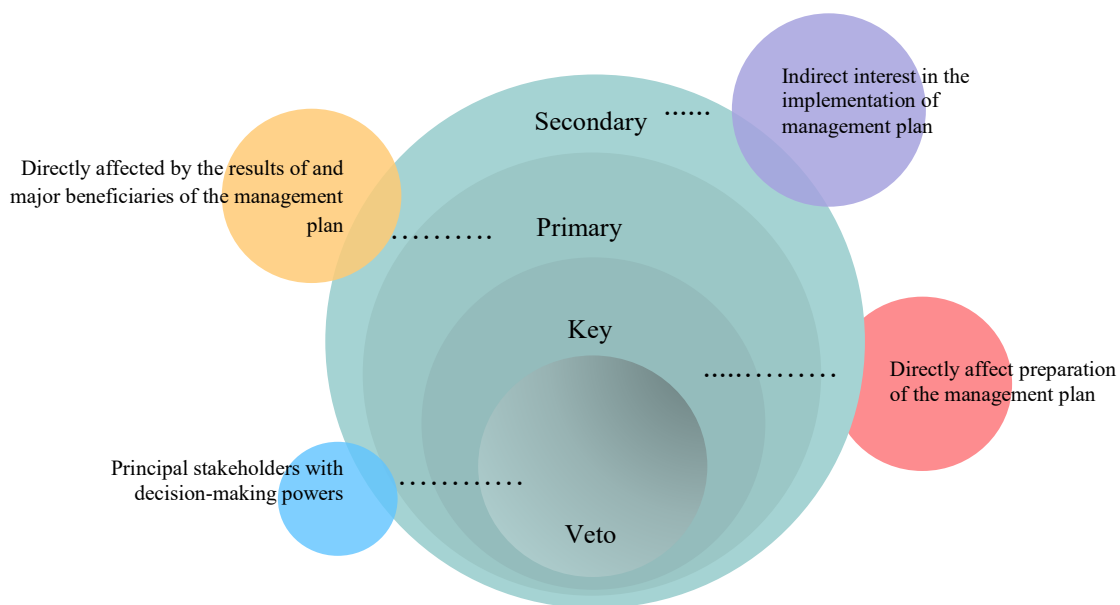 Indirect interest in the
implementation of
management plan
Secondary
Directly affected by the results of and
major beneficiaries of the management
plan
Primary
Key
Directly affect preparation
of the management plan
Principal stakeholders with
decision-making powers
Veto